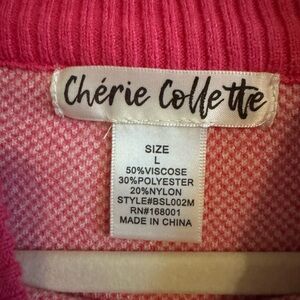 Chérie Collette
SIZE
L
50%VISCOSE
30%POLYESTER
20%NYLON
STYLE#BSL002M
RN#168001
MADE IN CHINA